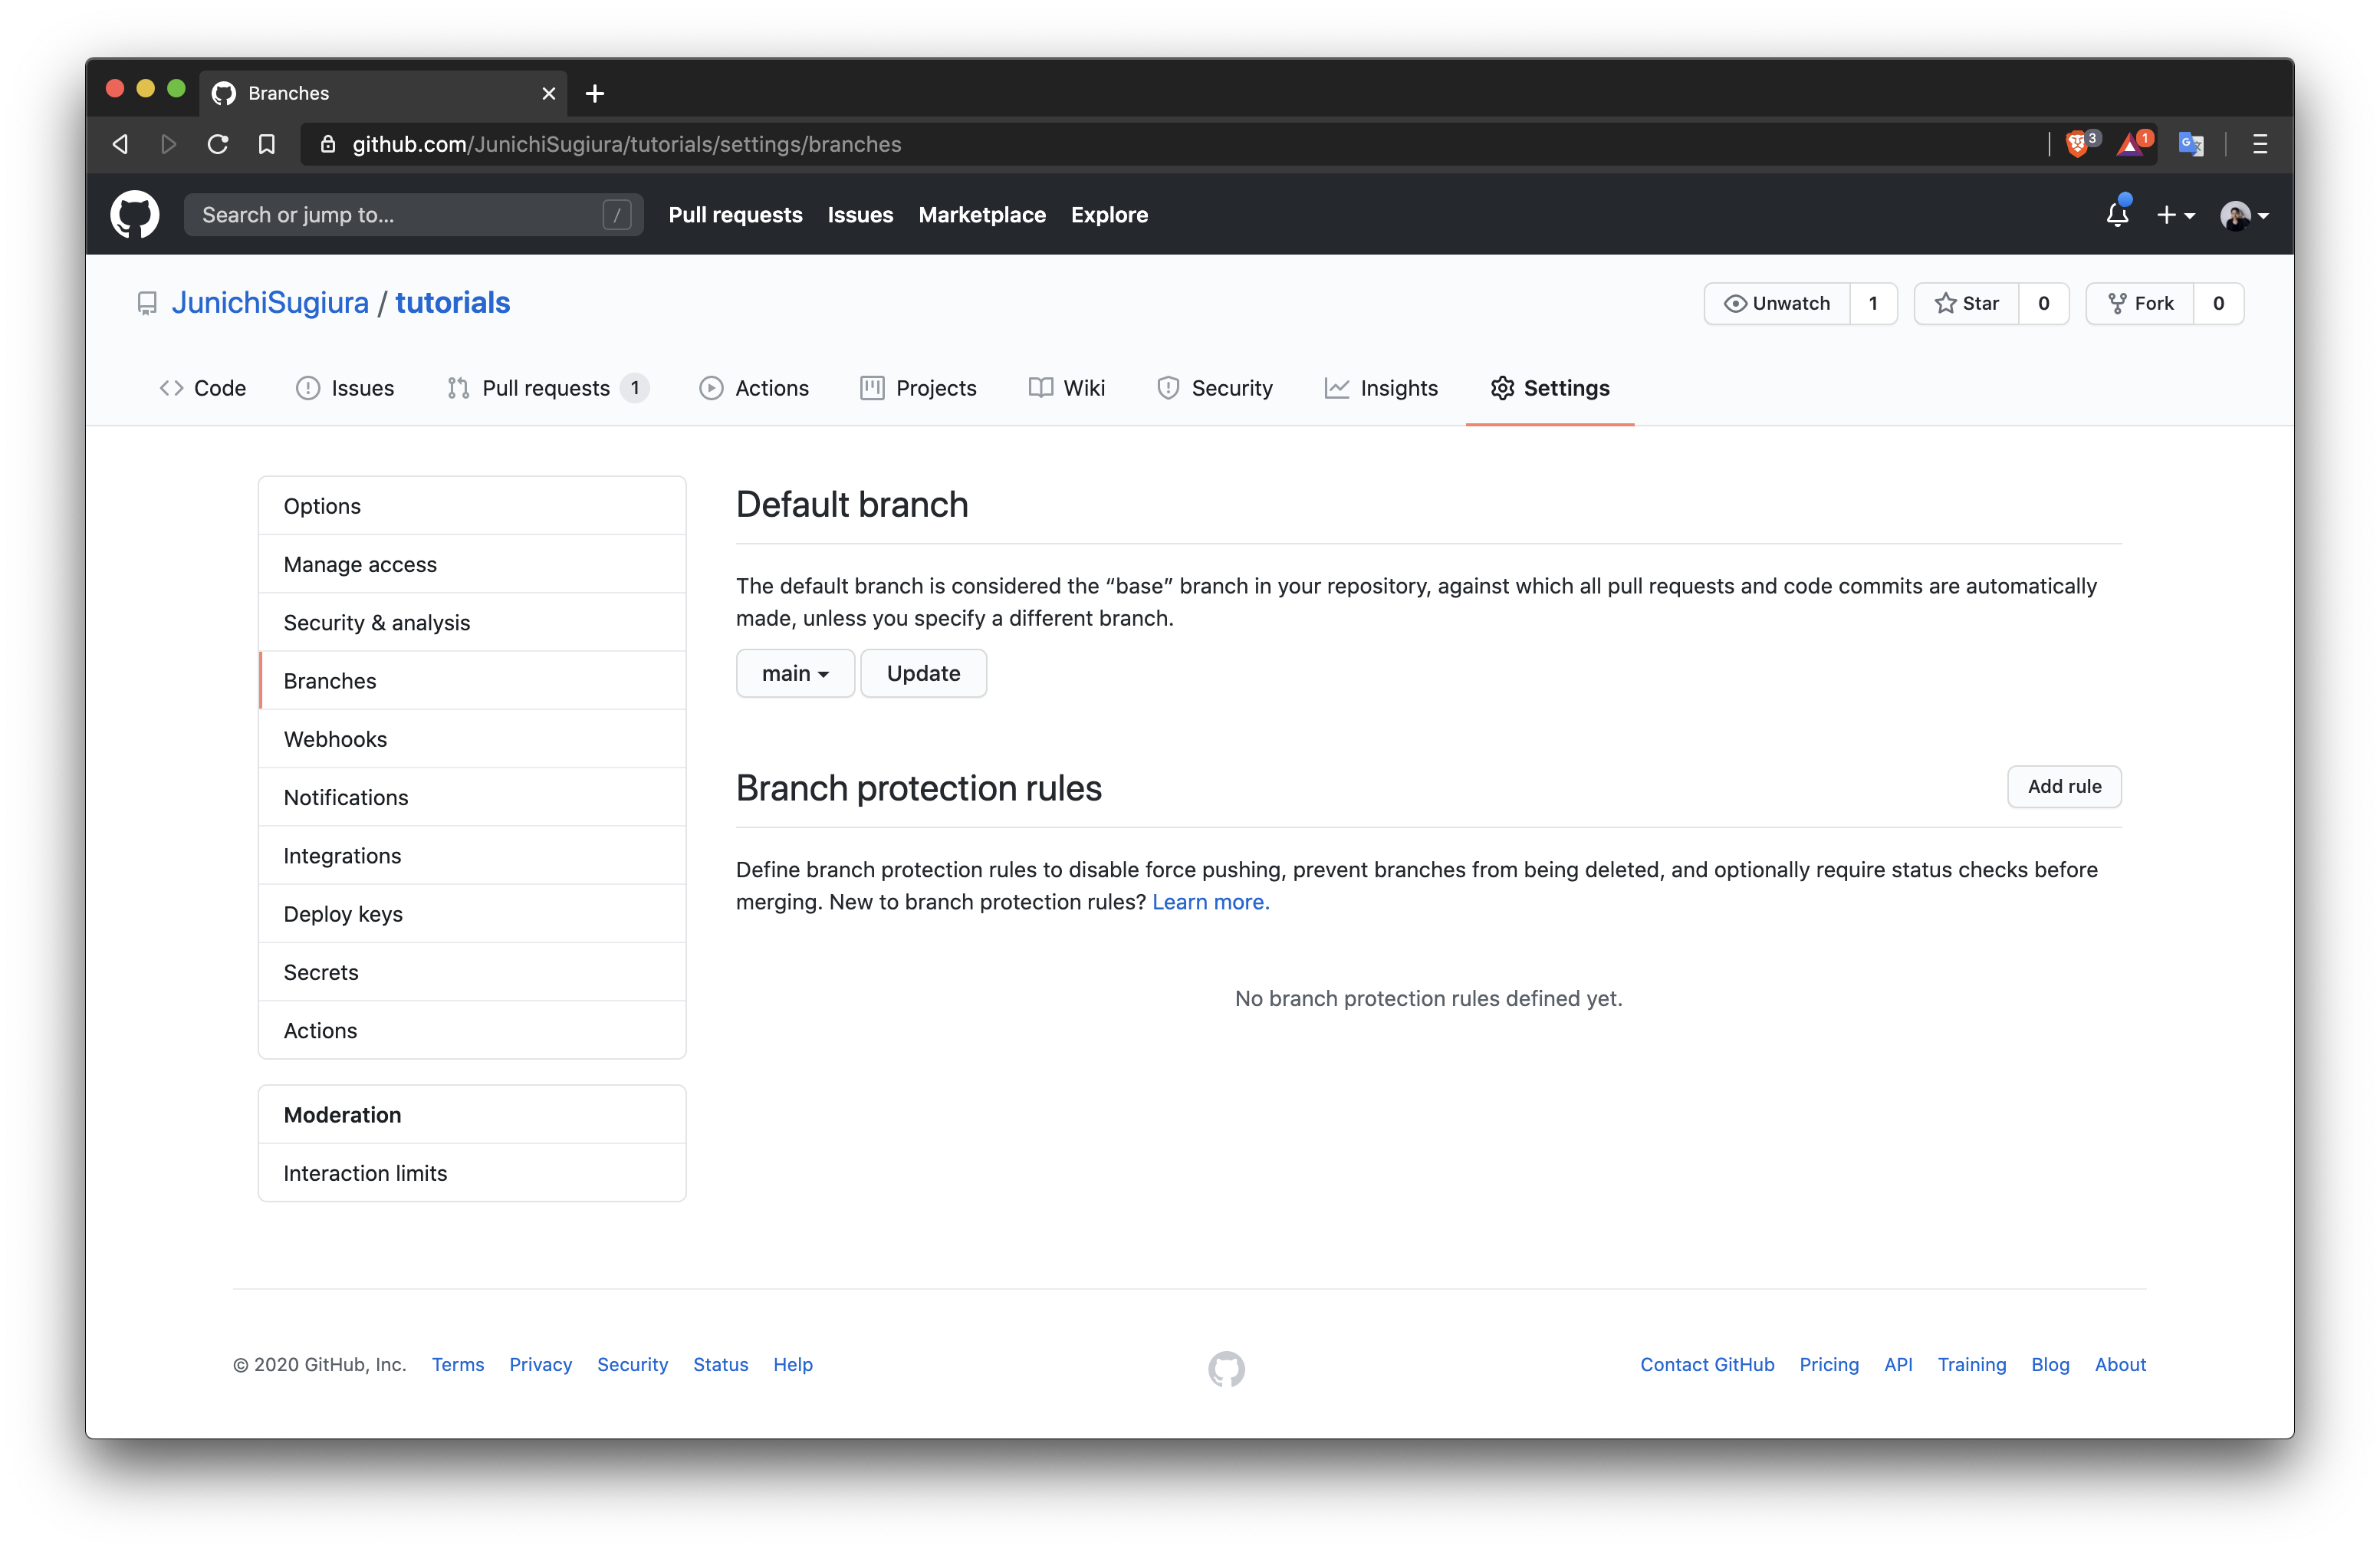 Branches
github.com/JunichiSugiura/tutorials/settings/branches
3
1
Search or jump to...
/
Pull requests
Issues
Marketplace
Explore
JunichiSugiura / tutorials
Unwatch 1
Star 0
Fork 0
Code
Issues
Pull requests 1
Actions
Projects
Wiki
Security
Insights
Settings
Options
Manage access
Security & analysis
Branches
Webhooks
Notifications
Integrations
Deploy keys
Secrets
Actions
Moderation
Interaction limits
Default branch
The default branch is considered the “base” branch in your repository, against which all pull requests and code commits are automatically
made, unless you specify a different branch.
main
Update
Branch protection rules
Add rule
Define branch protection rules to disable force pushing, prevent branches from being deleted, and optionally require status checks before
merging. New to branch protection rules? Learn more.
No branch protection rules defined yet.
© 2020 GitHub, Inc.
Terms
Privacy
Security
Status
Help
Contact GitHub
Pricing
API
Training
Blog
About